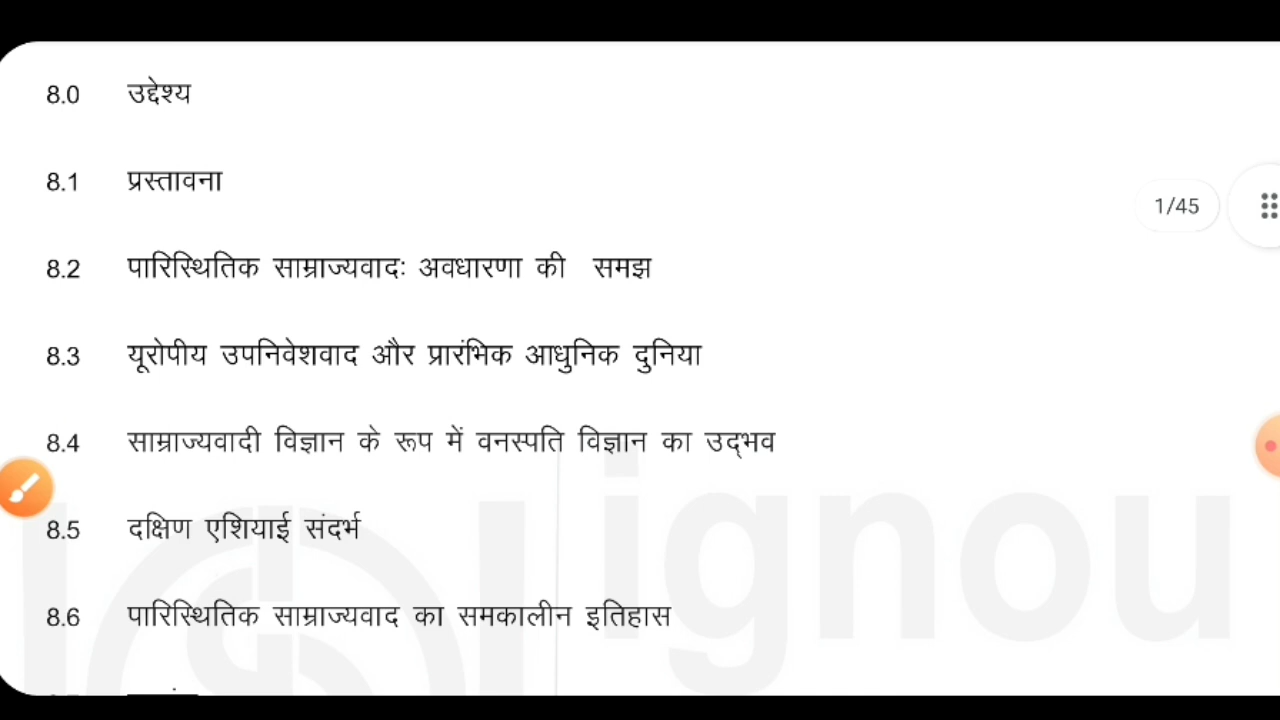 8.0 उद्देश्य
8.1 प्रस्तावना
1/45
8.2 पारिस्थितिक साम्राज्यवादः अवधारणा की समझ
8.3 यूरोपीय उपनिवेशवाद और प्रारंभिक आधुनिक दुनिया
8.4 साम्राज्यवादी विज्ञान के रूप में वनस्पति विज्ञान का उद्भव
ignou
8.5 दक्षिण एशियाई संदर्भ
8.6 पारिस्थितिक साम्राज्यवाद का समकालीन इतिहास